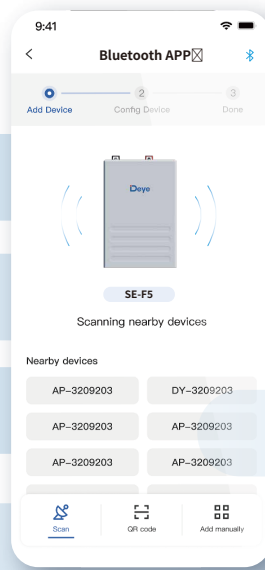 9:41
Bluetooth APP
1 2 3
Add Device Config Device Done
Deye
SE-F5
Scanning nearby devices
Nearby devices
AP-3209203 DY-3209203
AP-3209203 AP-3209203
AP-3209203 AP-3209203
Scan QR code Add manually